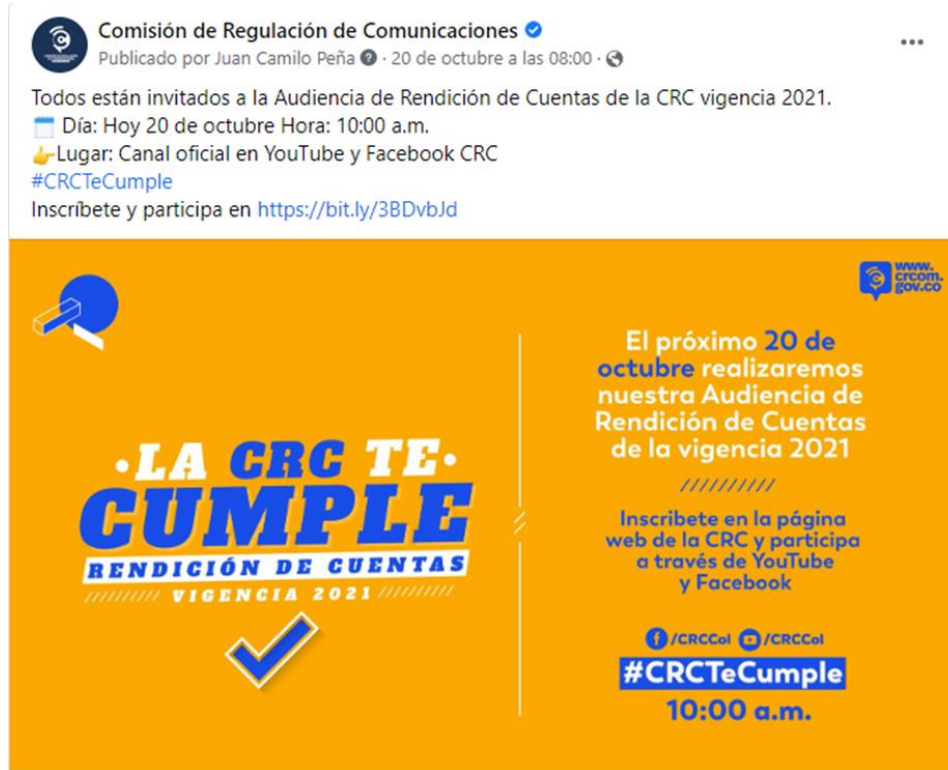 Comisión de Regulación de Comunicaciones
Publicado por Juan Camilo Peña · 20 de octubre a las 08:00 ·
Todos están invitados a la Audiencia de Rendición de Cuentas de la CRC vigencia 2021.
Día: Hoy 20 de octubre Hora: 10:00 a.m.
Lugar: Canal oficial en YouTube y Facebook CRC
#CRCTeCumple
Inscríbete y participa en https://bit.ly/3BDvbJd
www.
crcom.
gov.co
•LA CRC TE•
CUMPLE
RENDICIÓN DE CUENTAS
////////// VIGENCIA 2021 //////////
El próximo 20 de
octubre realizaremos
nuestra Audiencia de
Rendición de Cuentas
de la vigencia 2021
//////////
Inscribete en la página
web de la CRC y participa
a través de YouTube
y Facebook
/CRCCol /CRCCol
#CRCTeCumple
10:00 a.m.